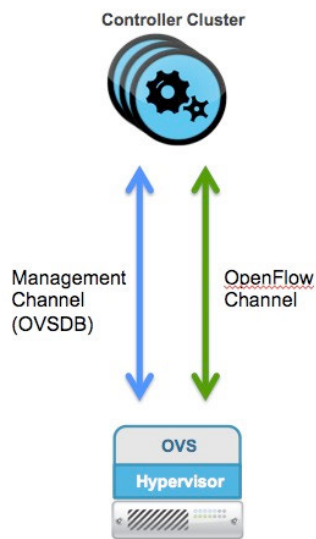 Controller Cluster
Management
Channel
(OVSDB)
OpenFlow
Channel
OVS
Hypervisor